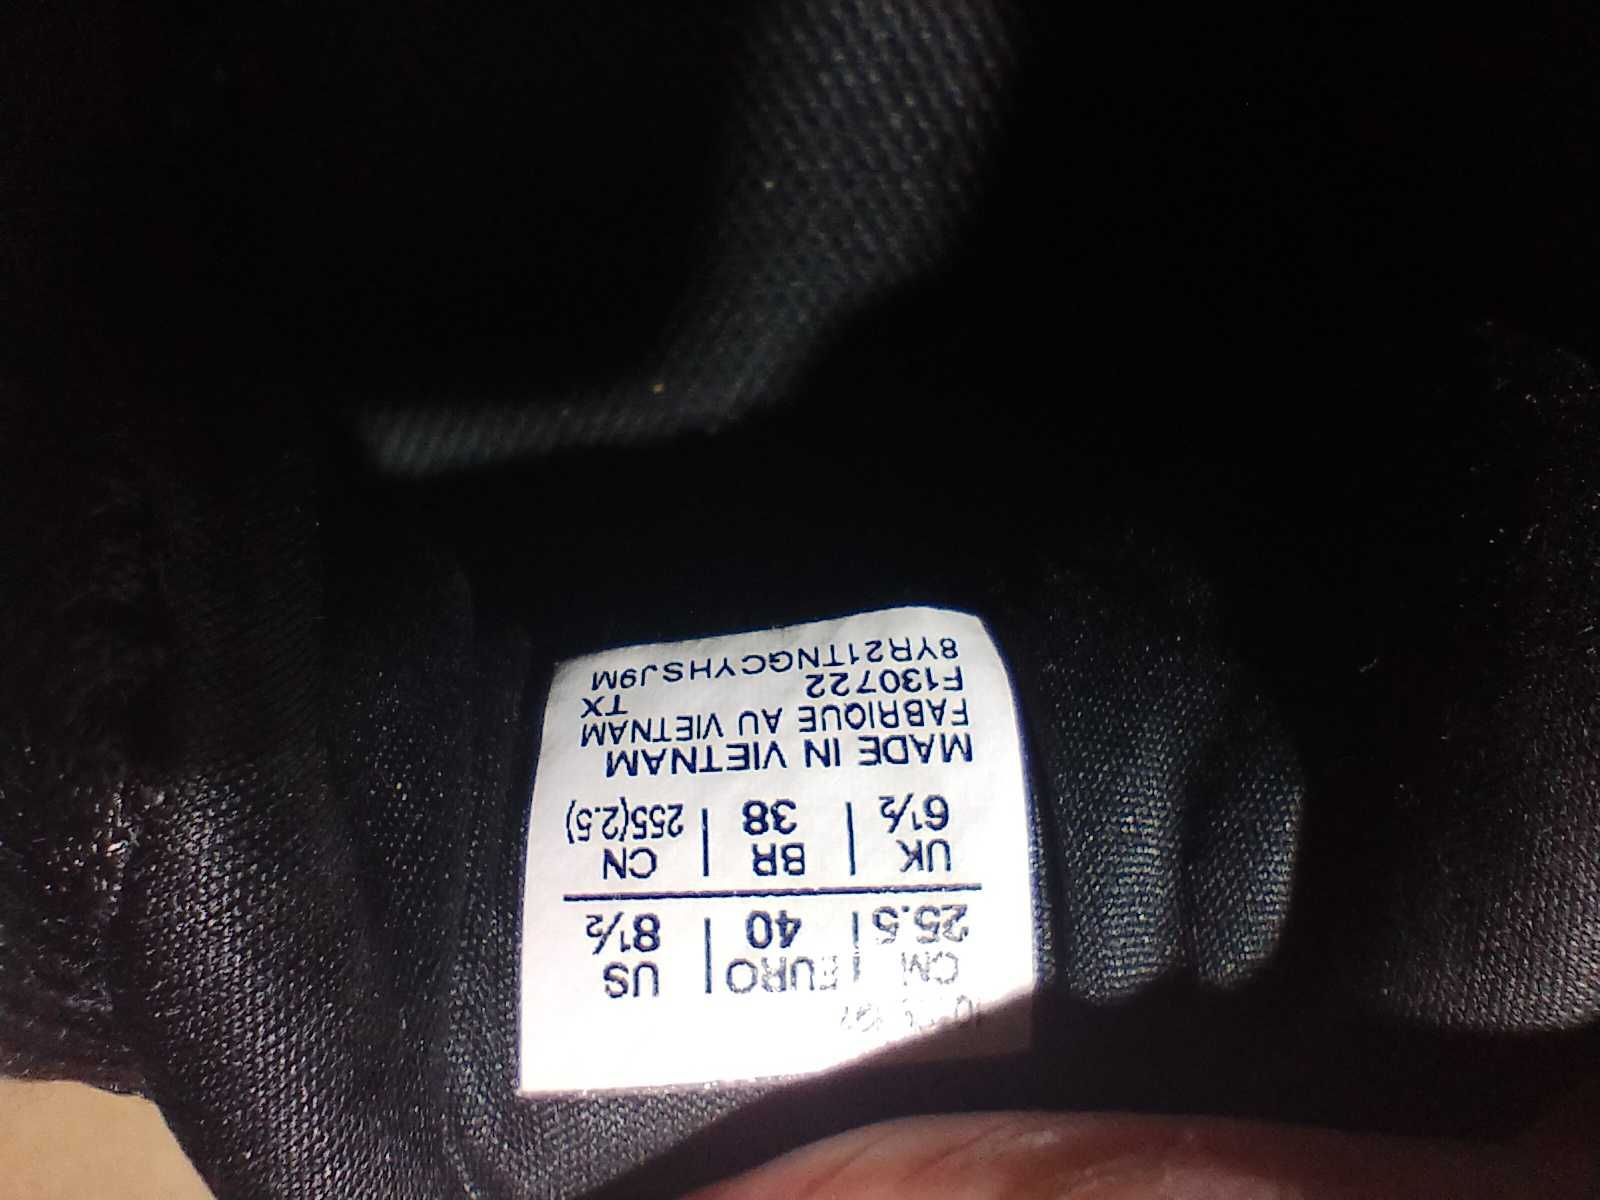 CM | EURO | US
25.5 | 40 | 8½
UK | BR | CN
6½ | 38 | 255(2.5)
MADE IN VIETNAM
FABRIQUE AU VIETNAM
F130722 TX
8YR21TNGCYHSJ9M